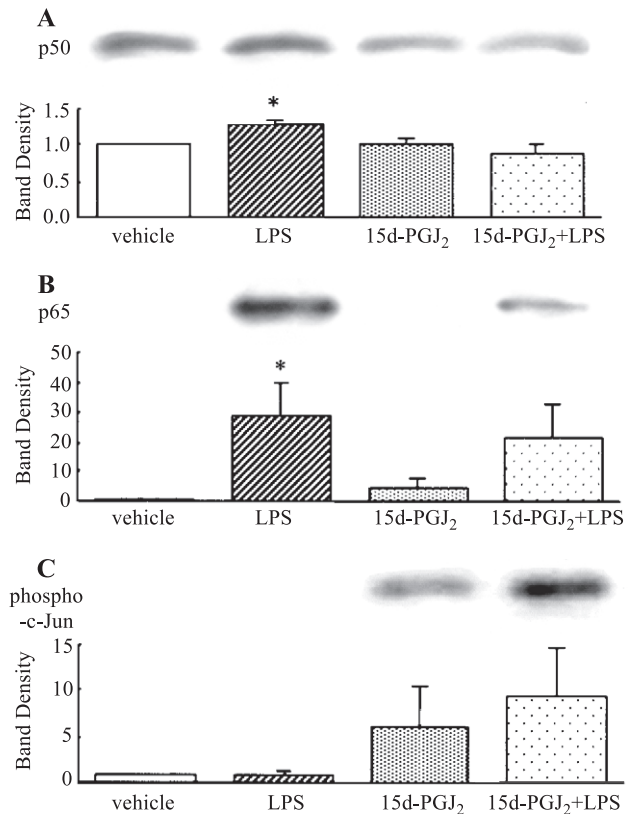 A
p50
Band Density
1.5
1.0
0.5
0.0
*
vehicle LPS 15d-PGJ₂ 15d-PGJ₂+LPS
B
p65
Band Density
50
40
30
20
10
0
*
vehicle LPS 15d-PGJ₂ 15d-PGJ₂+LPS
C
phospho
-c-Jun
Band Density
15
10
5
0
vehicle LPS 15d-PGJ₂ 15d-PGJ₂+LPS